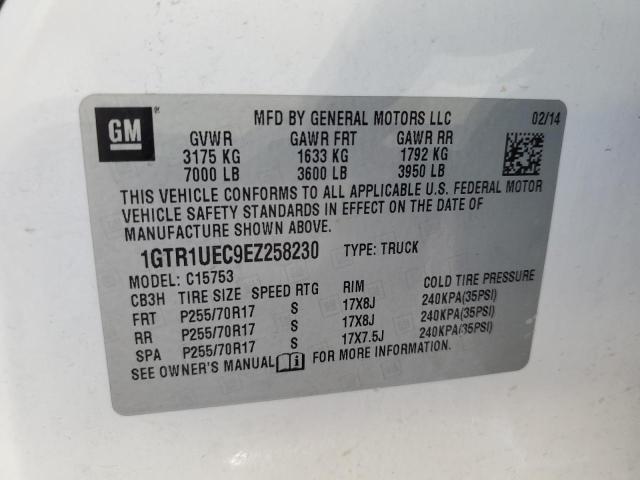 GM
MFD BY GENERAL MOTORS LLC 02/14
GVWR GAWR FRT GAWR RR
3175 KG 1633 KG 1792 KG
7000 LB 3600 LB 3950 LB
THIS VEHICLE CONFORMS TO ALL APPLICABLE U.S. FEDERAL MOTOR
VEHICLE SAFETY STANDARDS IN EFFECT ON THE DATE OF
MANUFACTURE SHOWN ABOVE.
1GTR1UEC9EZ258230 TYPE: TRUCK
MODEL: C15753
CB3H TIRE SIZE SPEED RTG RIM COLD TIRE PRESSURE
FRT P255/70R17 S 17X8J 240KPA(35PSI)
RR P255/70R17 S 17X8J 240KPA(35PSI)
SPA P255/70R17 S 17X7.5J 240KPA(35PSI)
SEE OWNER'S MANUAL FOR MORE INFORMATION.